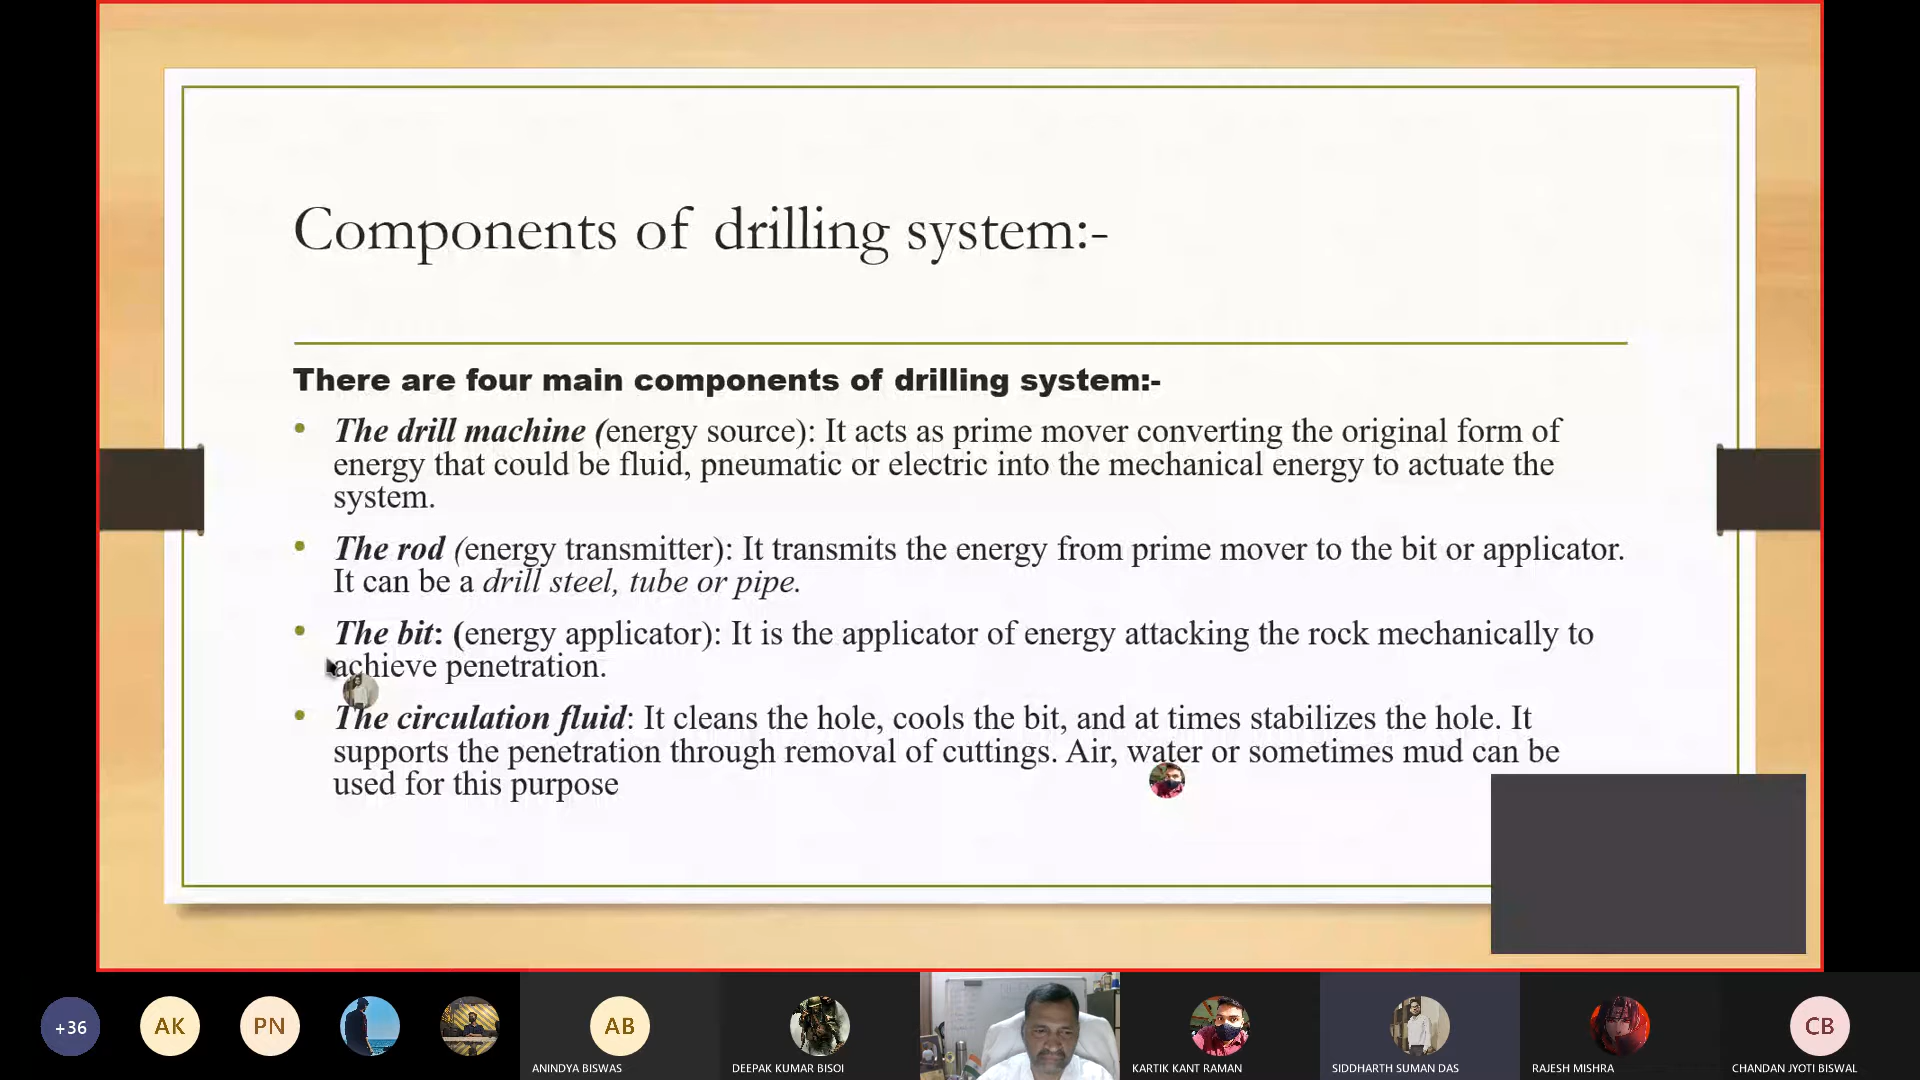 Components of drilling system:-
There are four main components of drilling system:-
• The drill machine (energy source): It acts as prime mover converting the original form of
energy that could be fluid, pneumatic or electric into the mechanical energy to actuate the
system.
• The rod (energy transmitter): It transmits the energy from prime mover to the bit or applicator.
It can be a drill steel, tube or pipe.
• The bit: (energy applicator): It is the applicator of energy attacking the rock mechanically to
achieve penetration.
• The circulation fluid: It cleans the hole, cools the bit, and at times stabilizes the hole. It
supports the penetration through removal of cuttings. Air, water or sometimes mud can be
used for this purpose
+36
AK
PN
AB
CB
ANINDYA BISWAS
DEEPAK KUMAR BISOI
KARTIK KANT RAMAN
SIDDHARTH SUMAN DAS
RAJESH MISHRA
CHANDAN JYOTI BISWAL